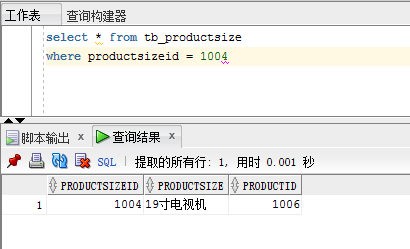 工作表 查询构建器
select * from tb_productsize
where productsizeid = 1004
脚本输出 x 查询结果 x
SQL | 提取的所有行: 1, 用时 0.001 秒
PRODUCTSIZEID PRODUCTSIZE PRODUCTID
1 1004 19寸电视机 1006